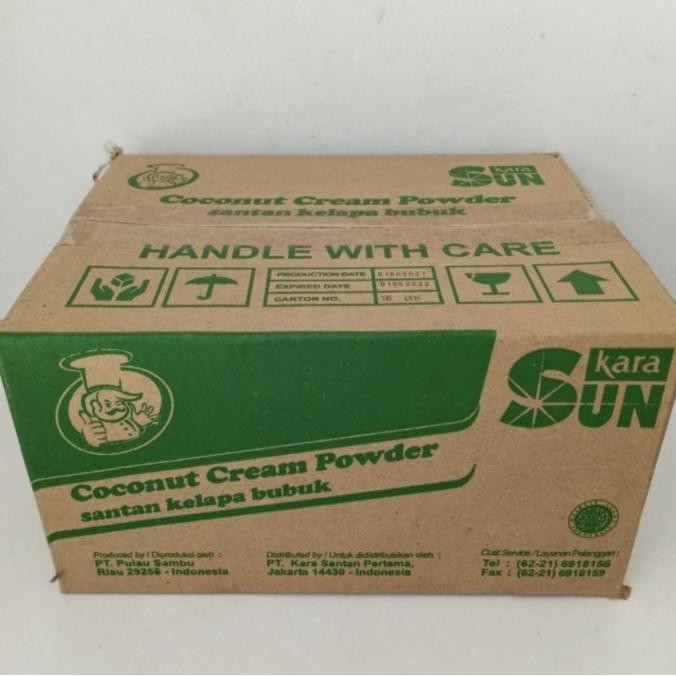 kara
SUN
Coconut Cream Powder
santan kelapa bubuk
HANDLE WITH CARE
PRODUCTION DATE 01082021
EXPIRED DATE 01082023
CARTON NO.
kara
SUN
Coconut Cream Powder
santan kelapa bubuk
Produced by / Diproduksi oleh :
PT. Pulau Sambu
Riau 29256 - Indonesia
Distributed by / Untuk didistribusikan oleh :
PT. Kara Santan Pertama,
Jakarta 14430 - Indonesia
Cust Service / Layanan Pelanggan :
Tel : (62-21) 6918156
Fax : (62-21) 6918159